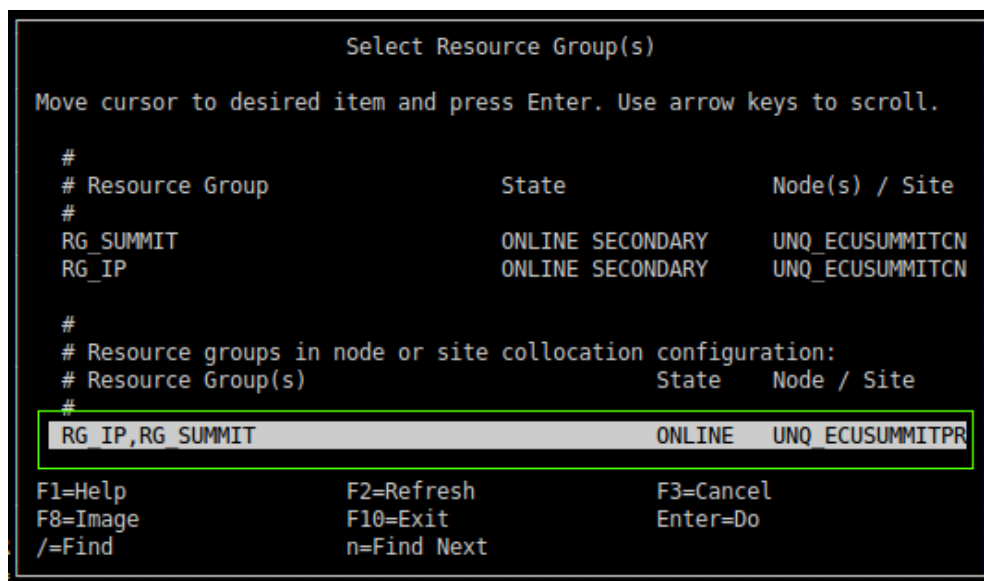 Select Resource Group(s)
Move cursor to desired item and press Enter. Use arrow keys to scroll.
#
# Resource Group State Node(s) / Site
#
RG_SUMMIT ONLINE SECONDARY UNQ_ECUSUMMITCN
RG_IP ONLINE SECONDARY UNQ_ECUSUMMITCN
#
# Resource groups in node or site collocation configuration:
# Resource Group(s) State Node / Site
#
RG_IP,RG_SUMMIT ONLINE UNQ_ECUSUMMITPR
F1=Help F2=Refresh F3=Cancel
F8=Image F10=Exit Enter=Do
/=Find n=Find Next